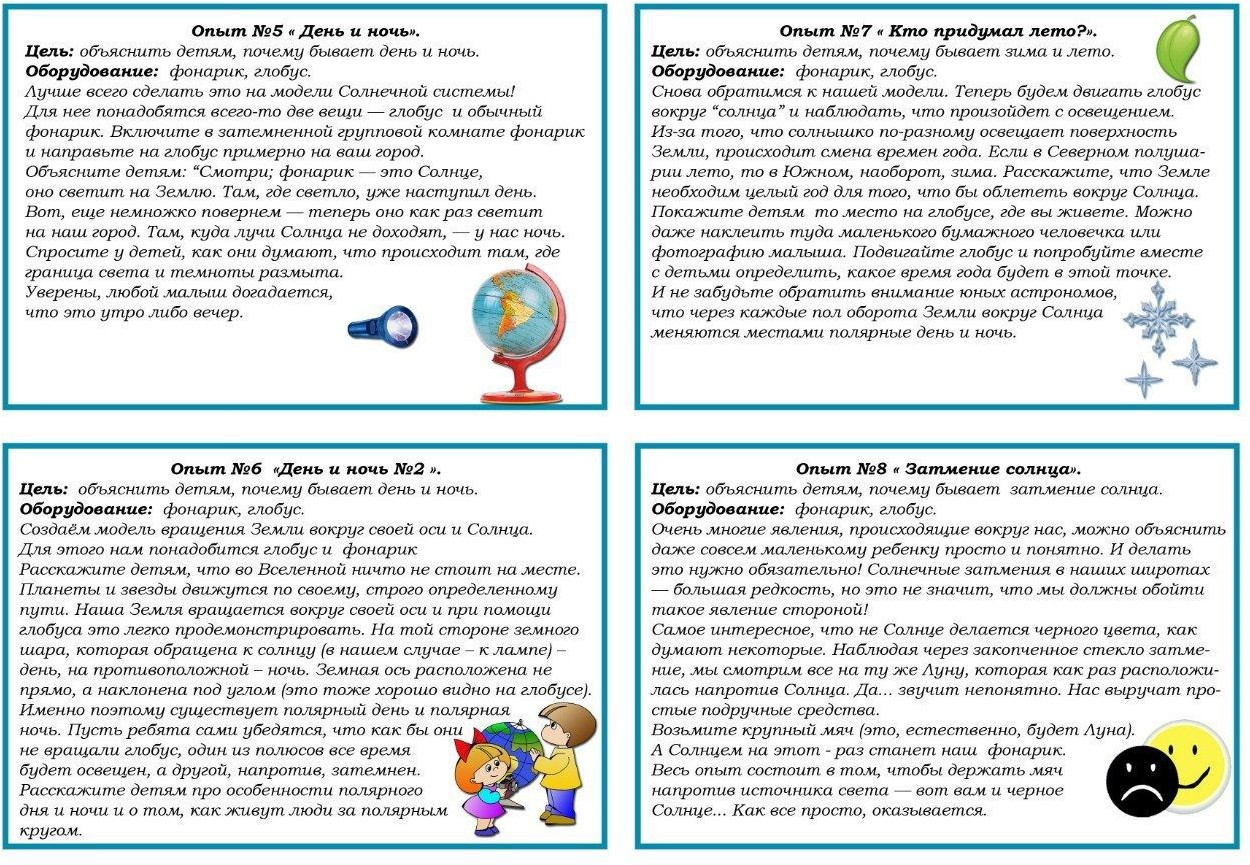 Опыт №5 « День и ночь».
Цель: объяснить детям, почему бывает день и ночь.
Оборудование: фонарик, глобус.
Лучше всего сделать это на модели Солнечной системы!
Для нее понадобятся всего-то две вещи — глобус и обычный
фонарик. Включите в затемненной групповой комнате фонарик
и направьте на глобус примерно на ваш город.
Объясните детям: “Смотри; фонарик — это Солнце,
оно светит на Землю. Там, где светло, уже наступил день.
Вот, еще немножко повернем — теперь оно как раз светит
на наш город. Там, куда лучи Солнца не доходят, — у нас ночь.
Спросите у детей, как они думают, что происходит там, где
граница света и темноты размыта.
Уверены, любой малыш догадается,
что это утро либо вечер.
Опыт №7 « Кто придумал лето?».
Цель: объяснить детям, почему бывает зима и лето.
Оборудование: фонарик, глобус.
Снова обратимся к нашей модели. Теперь будем двигать глобус
вокруг “солнца” и наблюдать, что произойдет с освещением.
Из-за того, что солнышко по-разному освещает поверхность
Земли, происходит смена времен года. Если в Северном полуша-
рии лето, то в Южном, наоборот, зима. Расскажите, что Земле
необходим целый год для того, что бы облететь вокруг Солнца.
Покажите детям то место на глобусе, где вы живете. Можно
даже наклеить туда маленького бумажного человечка или
фотографию малыша. Подвигайте глобус и попробуйте вместе
с детьми определить, какое время года будет в этой точке.
И не забудьте обратить внимание юных астрономов,
что через каждые пол оборота Земли вокруг Солнца
меняются местами полярные день и ночь.
Опыт №6 «День и ночь №2 ».
Цель: объяснить детям, почему бывает день и ночь.
Оборудование: фонарик, глобус.
Создаём модель вращения Земли вокруг своей оси и Солнца.
Для этого нам понадобится глобус и фонарик
Расскажите детям, что во Вселенной ничто не стоит на месте.
Планеты и звезды движутся по своему, строго определенному
пути. Наша Земля вращается вокруг своей оси и при помощи
глобуса это легко продемонстрировать. На той стороне земного
шара, которая обращена к солнцу (в нашем случае – к лампе) –
день, на противоположной – ночь. Земная ось расположена не
прямо, а наклонена под углом (это тоже хорошо видно на глобусе).
Именно поэтому существует полярный день и полярная
ночь. Пусть ребята сами убедятся, что как бы они
не вращали глобус, один из полюсов все время
будет освещен, а другой, напротив, затемнен.
Расскажите детям про особенности полярного
дня и ночи и о том, как живут люди за полярным
кругом.
Опыт №8 « Затмение солнца».
Цель: объяснить детям, почему бывает затмение солнца.
Оборудование: фонарик, глобус.
Очень многие явления, происходящие вокруг нас, можно объяснить
даже совсем маленькому ребенку просто и понятно. И делать
это нужно обязательно! Солнечные затмения в наших широтах
— большая редкость, но это не значит, что мы должны обойти
такое явление стороной!
Самое интересное, что не Солнце делается черного цвета, как
думают некоторые. Наблюдая через закопченное стекло затме-
ние, мы смотрим все на ту же Луну, которая как раз расположи-
лась напротив Солнца. Да... звучит непонятно. Нас выручат про-
стые подручные средства.
Возьмите крупный мяч (это, естественно, будет Луна).
А Солнцем на этот - раз станет наш фонарик.
Весь опыт состоит в том, чтобы держать мяч
напротив источника света — вот вам и черное
Солнце... Как все просто, оказывается.